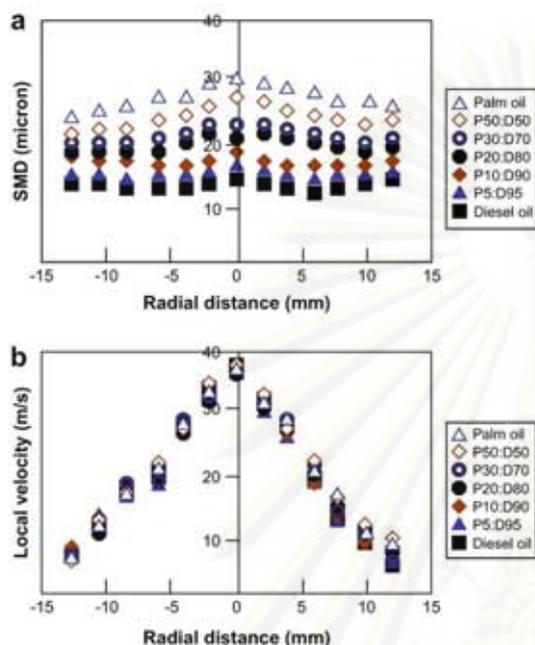 a
40
30
20
10
SMD (micron)
-15 -10 -5 0 5 10 15
Radial distance (mm)
Palm oil
P50:D50
P30:D70
P20:D80
P10:D90
P5:D95
Diesel oil
b
40
30
20
10
Local velocity (m/s)
-15 -10 -5 0 5 10 15
Radial distance (mm)
Palm oil
P50:D50
P30:D70
P20:D80
P10:D90
P5:D95
Diesel oil